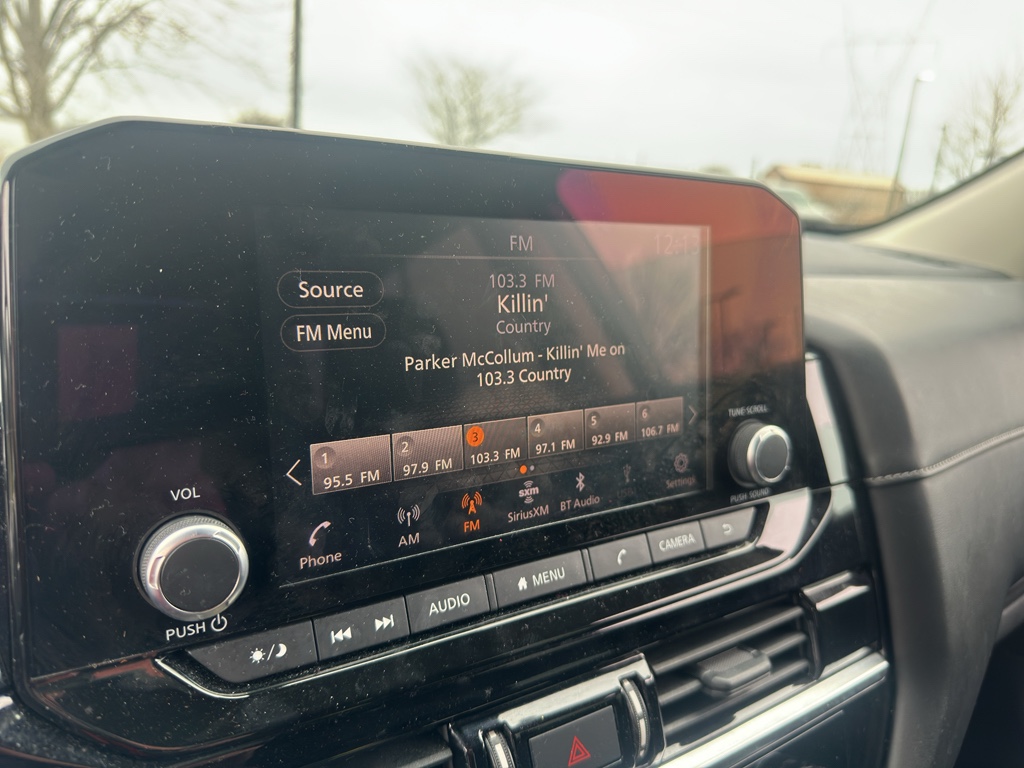 FM
Source
FM Menu
103.3 FM
Killin'
Country
Parker McCollum - Killin' Me on
103.3 Country
1
95.5 FM
2
97.9 FM
3
103.3 FM
4
97.1 FM
5
92.9 FM
6
106.7 FM
Phone
AM
FM
sxm
SiriusXM
BT Audio
Settings
VOL
PUSH
TUNE·SCROLL
PUSH SOUND
AUDIO
MENU
CAMERA